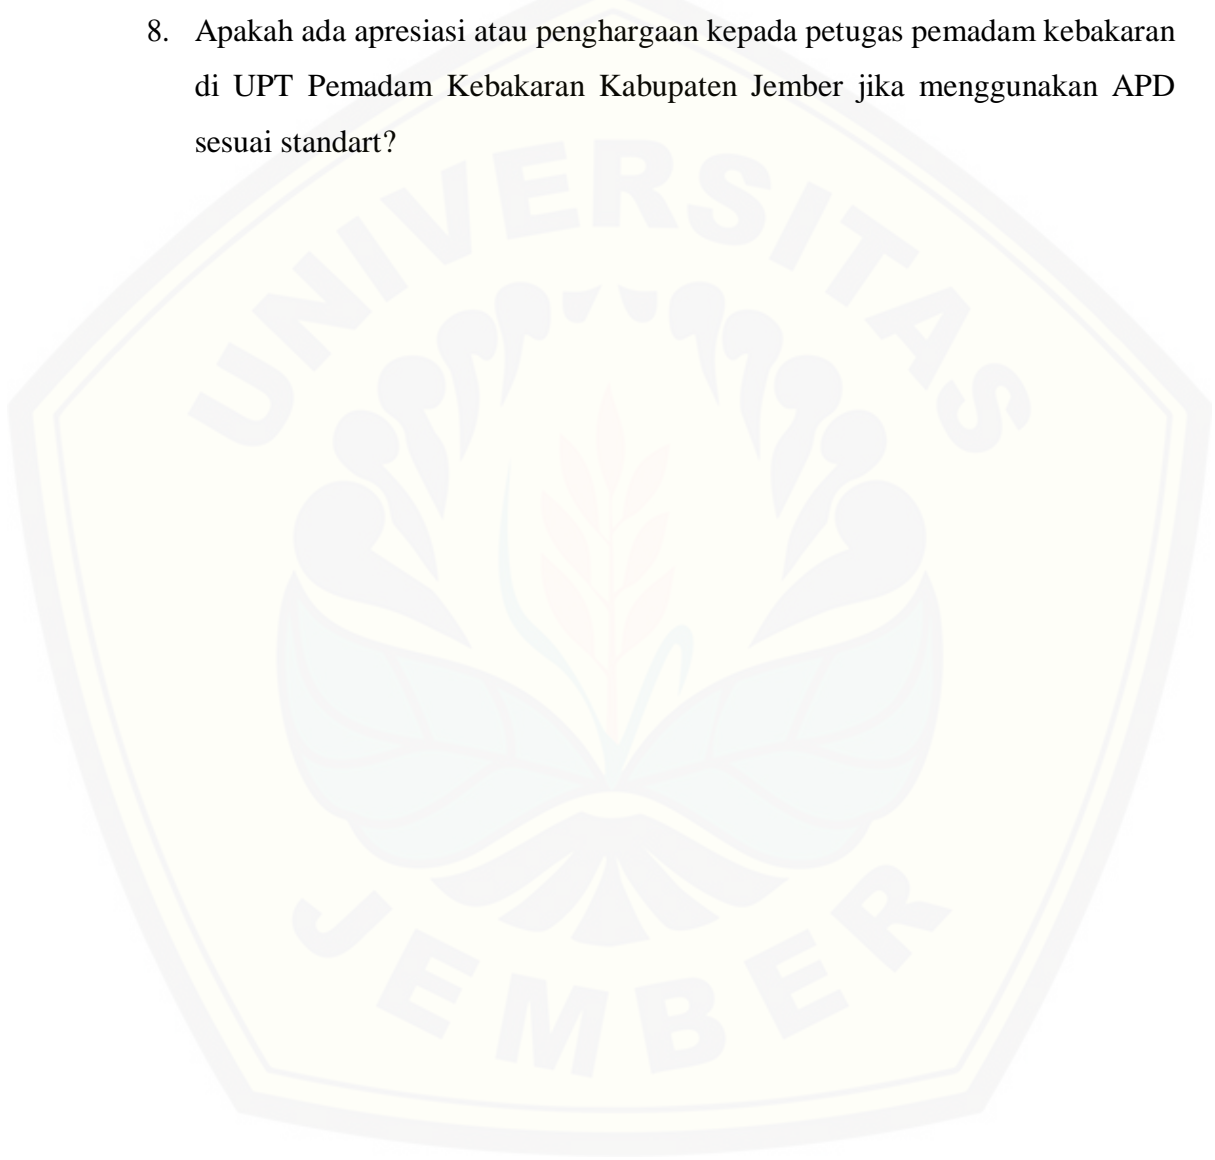 8. Apakah ada apresiasi atau penghargaan kepada petugas pemadam kebakaran
di UPT Pemadam Kebakaran Kabupaten Jember jika menggunakan APD
sesuai standart?
UNIVERSITAS
JEMBER